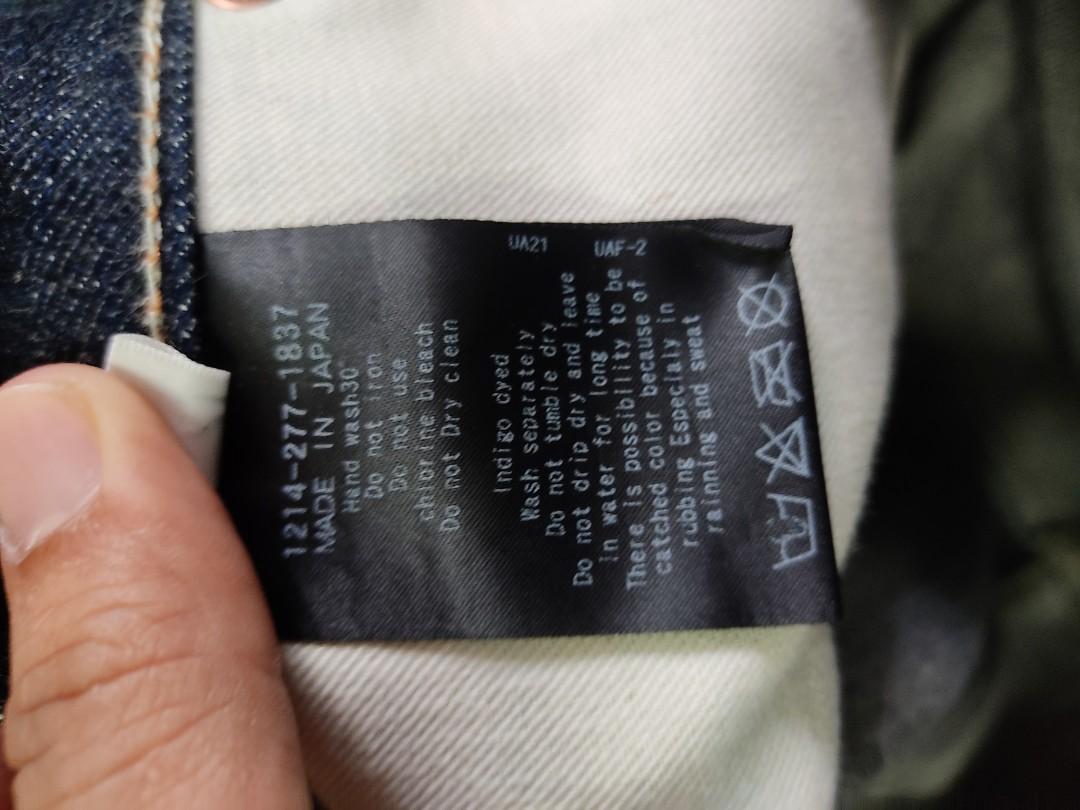 1214-277-1837
MADE IN JAPAN
Hand wash30°
Do not iron
Do not use
chlorine bleach
Do not Dry clean
Indigo dyed
Wash separately
Do not tumble dry
Do not drip dry and leave
in water for long time
There is possibility to be
catched color because of
rubbing Especialy in
rainning and sweat
UA21 UAF-2